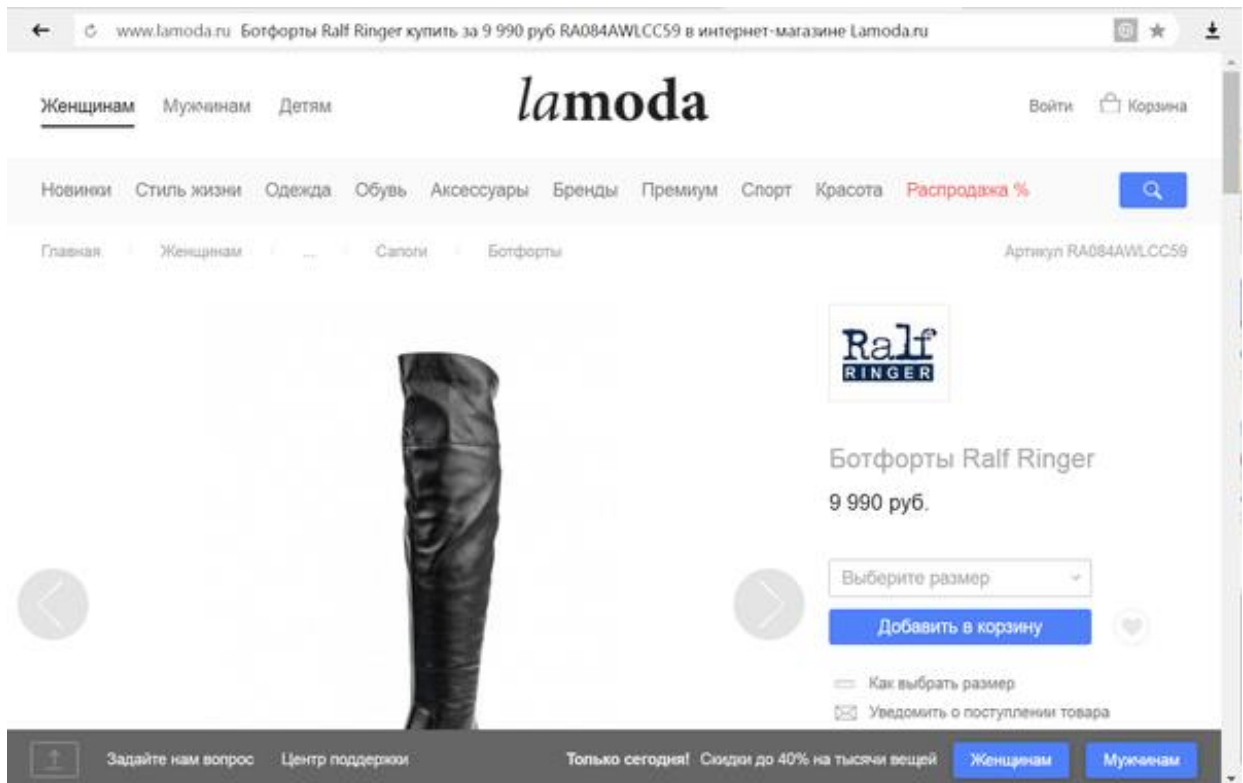 www.lamoda.ru Ботфорты Ralf Ringer купить за 9 990 руб RA084AWLCC59 в интернет-магазине Lamoda.ru
Женщинам Мужчинам Детям lamoda Войти Корзина
Новинки Стиль жизни Одежда Обувь Аксессуары Бренды Премиум Спорт Красота Распродажа %
Главная Женщинам ... Сапоги Ботфорты Артикул RA084AWLCC59
Ralf
RINGER
Ботфорты Ralf Ringer
9 990 руб.
Выберите размер
Добавить в корзину
Как выбрать размер
Уведомить о поступлении товара
Задайте нам вопрос Центр поддержки Только сегодня! Скидки до 40% на тысячи вещей Женщинам Мужчинам